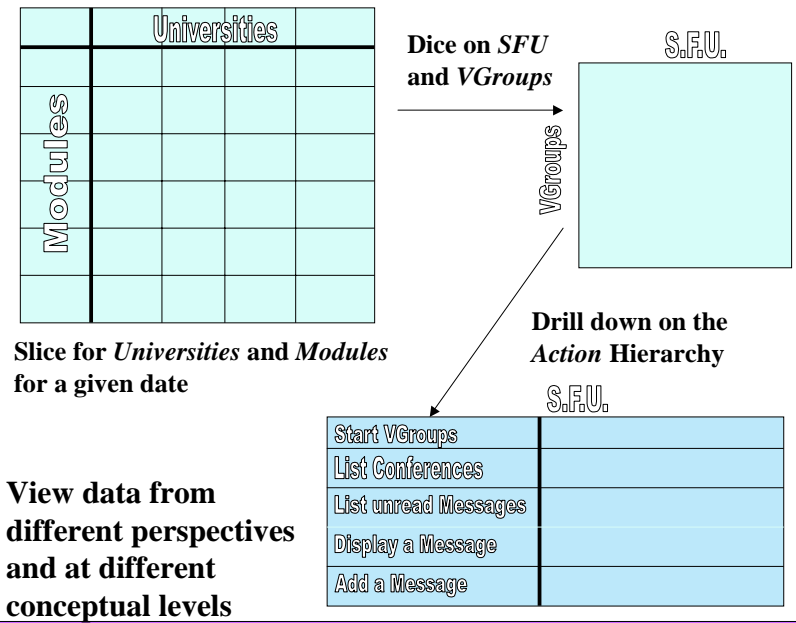 Universities
Modules
Slice for Universities and Modules
for a given date
Dice on SFU
and VGroups
S.F.U.
VGroups
Drill down on the
Action Hierarchy
S.F.U.
Start VGroups
List Conferences
List unread Messages
Display a Message
Add a Message
View data from
different perspectives
and at different
conceptual levels